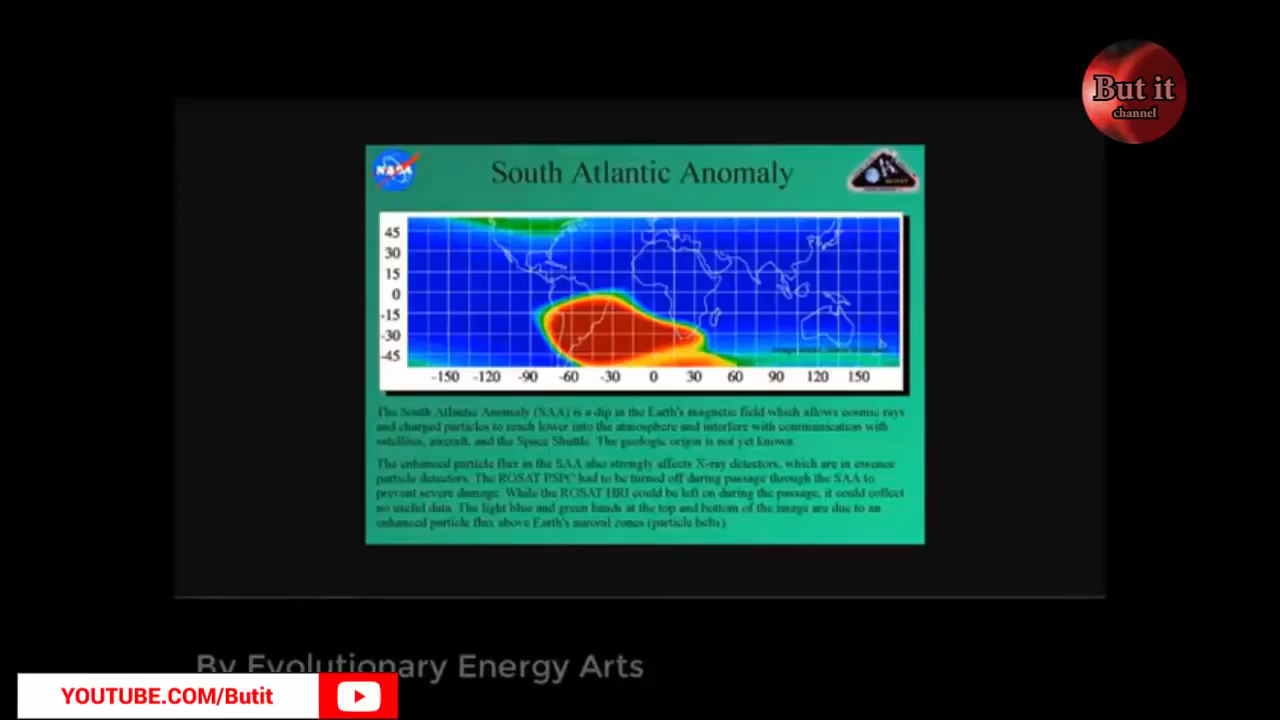 But it
channel
NASA
South Atlantic Anomaly
45
30
15
0
-15
-30
-45
-150 -120 -90 -60 -30 0 30 60 90 120 150
The South Atlantic Anomaly (SAA) is a dip in the Earth's magnetic field which allows cosmic rays
and charged particles to reach lower into the atmosphere and interfere with communication with
satellites, aircraft, and the Space Shuttle. The geologic origin is not yet known.
The enhanced particle flux in the SAA also strongly affects X-ray detectors, which are in essence
particle detectors. The ROSAT PSPC had to be turned off during passage through the SAA to
prevent severe damage. While the ROSAT HRI could be left on during the passage, it could collect
no useful data. The light blue and green bands at the top and bottom of the image are due to an
enhanced particle flux above Earth's auroral zones (particle belts).
By Evolutionary Energy Arts
YOUTUBE.COM/Butit